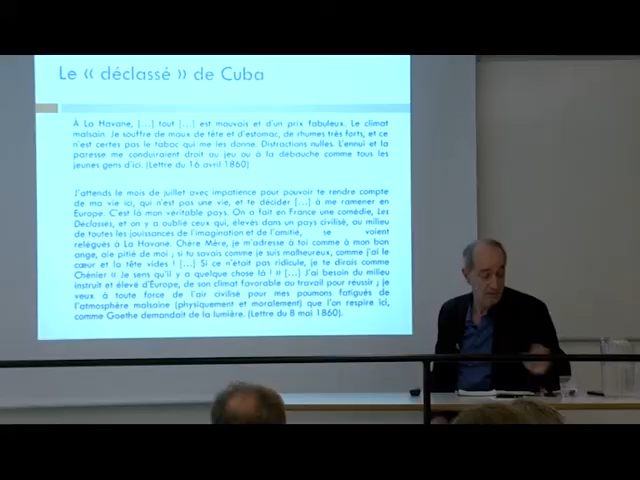 Le « déclassé » de Cuba
À La Havane, [...] tout [...] est mauvais et d'un prix fabuleux. Le climat
malsain. Je souffre de maux de tête et d'estomac, de rhumes très forts, et ce
n'est certes pas le tabac qui me les donne. Distractions nulles. L'ennui et la
paresse me conduiraient droit au jeu ou à la débauche comme tous les
jeunes gens d'ici. (Lettre du 16 avril 1860)
J'attends le mois de juillet avec impatience pour pouvoir te rendre compte
de ma vie ici, qui n'est pas une vie, et te décider [...] à me ramener en
Europe. C'est là mon véritable pays. On a fait en France une comédie, Les
Déclassés, et on y a oublié ceux qui, élevés dans un pays civilisé, au milieu
de toutes les jouissances de l'imagination et de l'amitié, se voient
relégués à La Havane. Chère Mère, je m'adresse à toi comme à mon bon
ange, aie pitié de moi ; si tu savais comme je suis malheureux, comme j'ai le
cœur et la tête vides ! [...] Si ce n'était pas ridicule, je te dirais comme
Chénier « Je sens qu'il y a quelque chose là ! » [...] J'ai besoin du milieu
instruit et élevé d'Europe, de son climat favorable au travail pour réussir ; je
veux à toute force de l'air civilisé pour mes poumons fatigués de
l'atmosphère malsaine (physiquement et moralement) que l'on respire ici,
comme Goethe demandait de la lumière. (Lettre du 8 mai 1860).